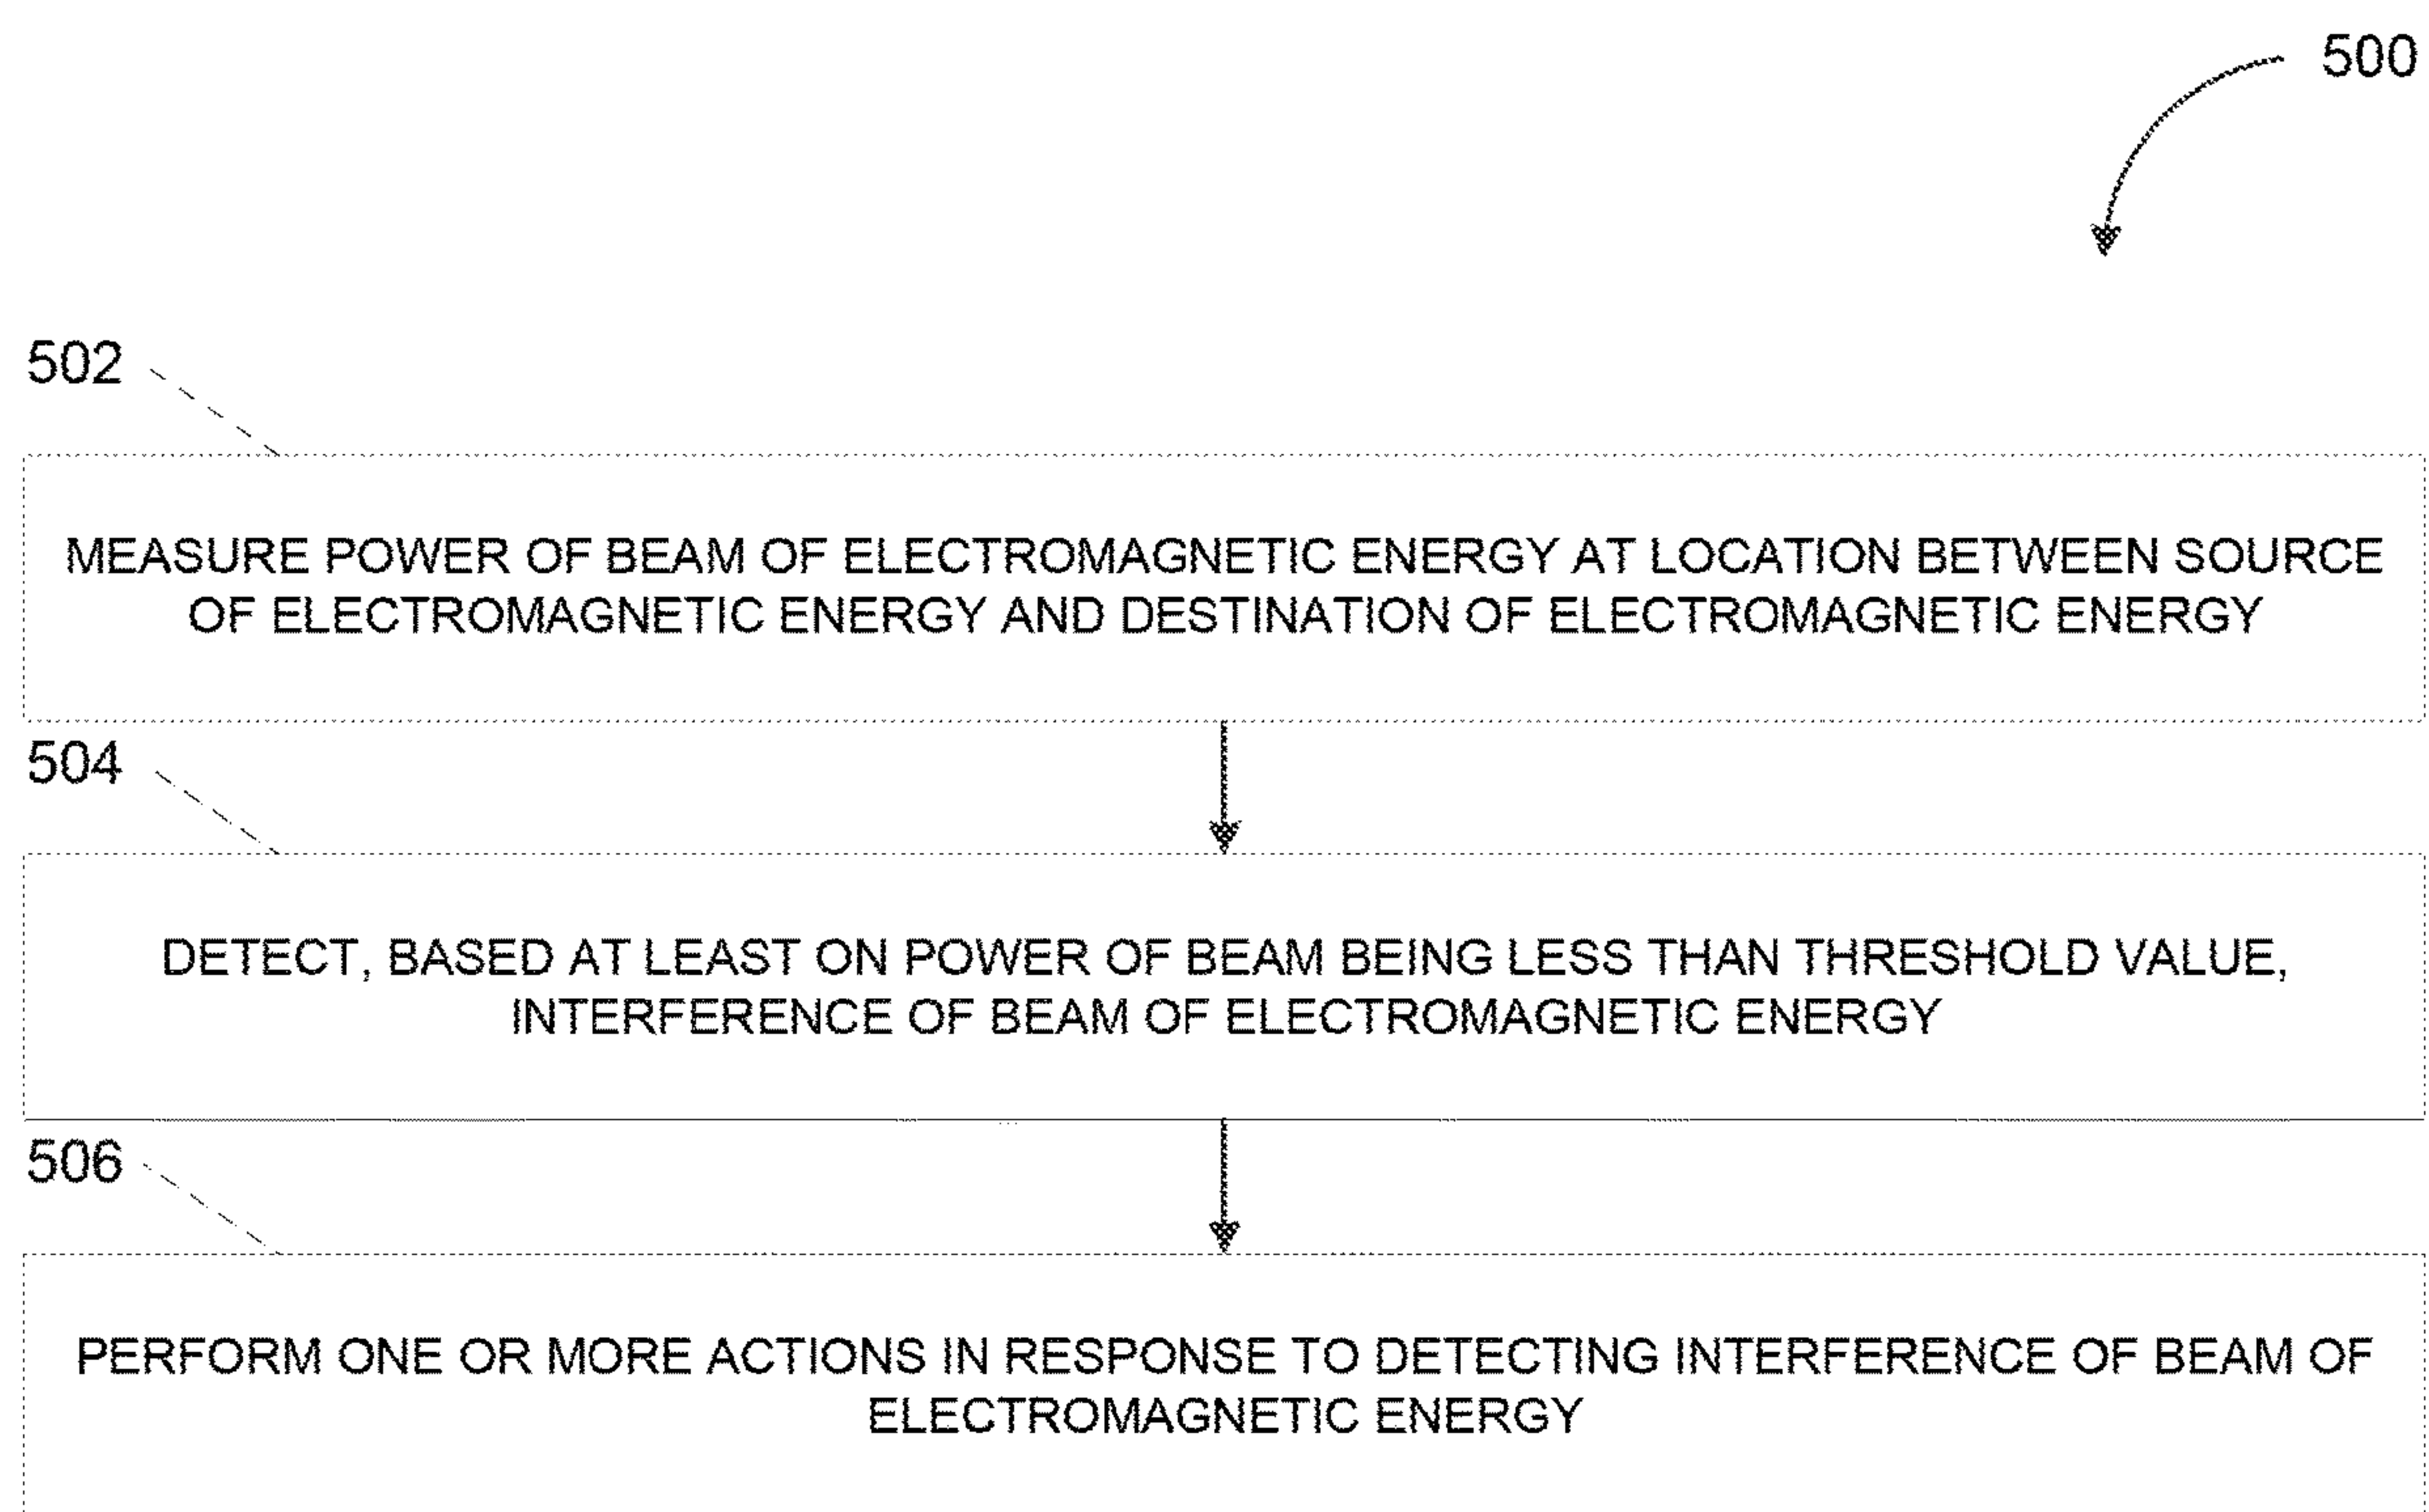 500
502
MEASURE POWER OF BEAM OF ELECTROMAGNETIC ENERGY AT LOCATION BETWEEN SOURCE
OF ELECTROMAGNETIC ENERGY AND DESTINATION OF ELECTROMAGNETIC ENERGY
504
DETECT, BASED AT LEAST ON POWER OF BEAM BEING LESS THAN THRESHOLD VALUE,
INTERFERENCE OF BEAM OF ELECTROMAGNETIC ENERGY
506
PERFORM ONE OR MORE ACTIONS IN RESPONSE TO DETECTING INTERFERENCE OF BEAM OF
ELECTROMAGNETIC ENERGY